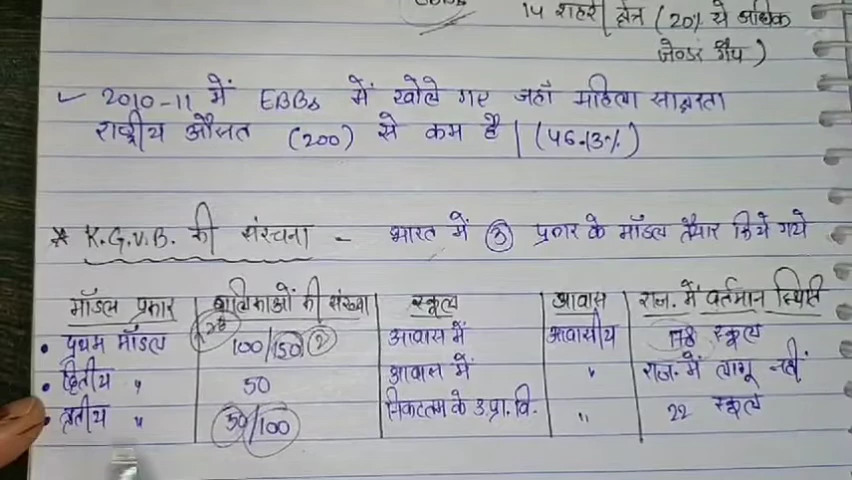 14 शहरी क्षेत्र (20% से अधिक
जेन्डर गैप)
✓ 2010-11 में EBBs में खोले गए जहाँ महिला साक्षरता
राष्ट्रीय औसत (200) से कम है | (46.13%)
* K.G.V.B. की संरचना - भारत में ③ प्रकार के मॉडल तैयार किये गये
मॉडल प्रकार बालिकाओं की संख्या स्कूल आवास राज. में वर्तमान स्थिति
• प्रथम मॉडल 100/150 आवास में आवासीय 178 स्कूल
• द्वितीय " 50 आवास में " राज. में लागू नहीं
• तृतीय " 50/100 निकटतम के उ.प्रा.वि. " 22 स्कूल